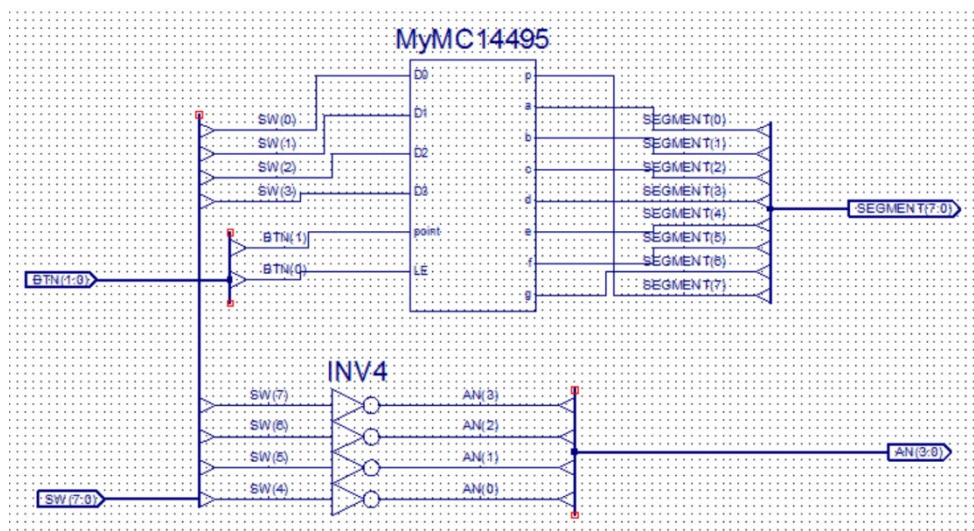 MyMC14495
D0
D1
D2
D3
point
LE
p
a
b
c
d
e
f
g
SW(0)
SW(1)
SW(2)
SW(3)
BTN(1)
BTN(0)
BTN(1:0)
SEGMENT(0)
SEGMENT(1)
SEGMENT(2)
SEGMENT(3)
SEGMENT(4)
SEGMENT(5)
SEGMENT(6)
SEGMENT(7)
SEGMENT(7:0)
INV4
SW(7)
SW(6)
SW(5)
SW(4)
AN(3)
AN(2)
AN(1)
AN(0)
AN(3:0)
SW(7:0)